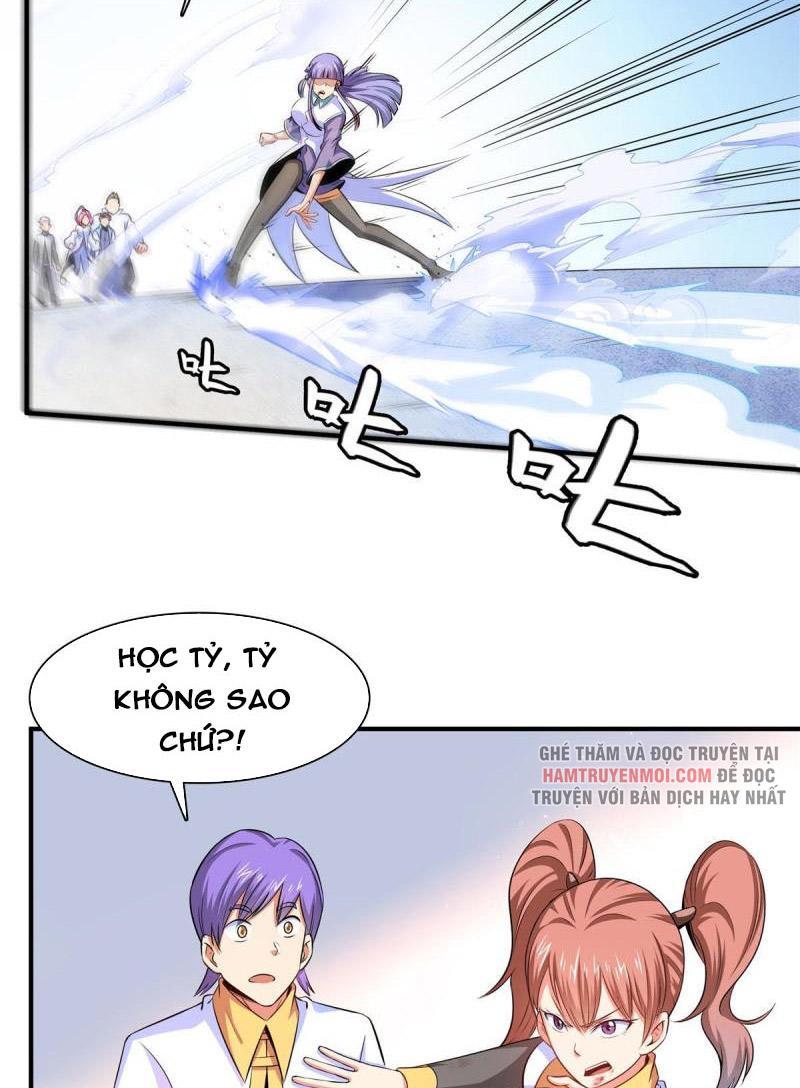 叱
叱
叱
HỌC TỶ, TỶ
KHÔNG SAO
CHỨ?!
GHÉ THĂM VÀ ĐỌC TRUYỆN TẠI
HAMTRUYENMOI.COM ĐỂ ĐỌC
TRUYỆN VỚI BẢN DỊCH HAY NHẤT